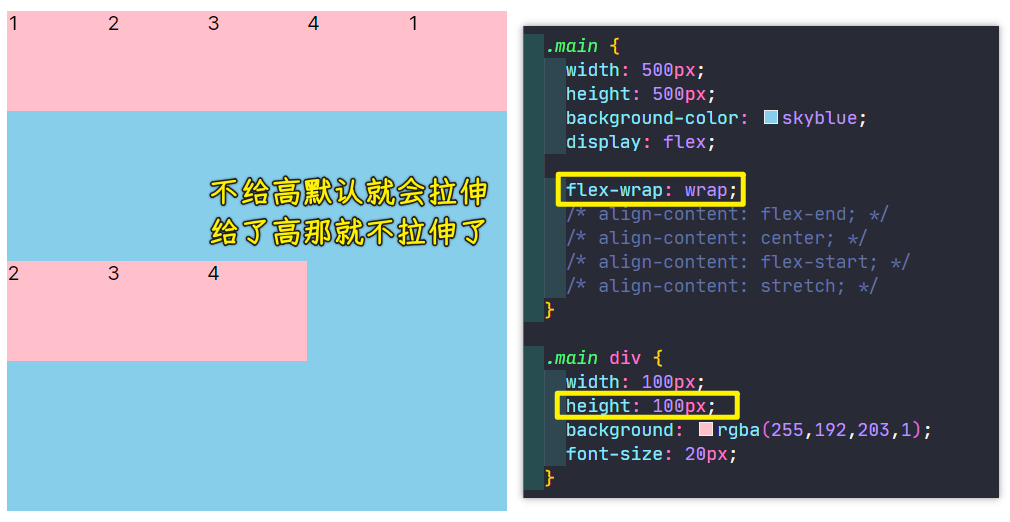 1 2 3 4 1
不给高默认就会拉伸
给了高那就不拉伸了
2 3 4
.main {
width: 500px;
height: 500px;
background-color: skyblue;
display: flex;
flex-wrap: wrap;
/* align-content: flex-end; */
/* align-content: center; */
/* align-content: flex-start; */
/* align-content: stretch; */
}
.main div {
width: 100px;
height: 100px;
background: rgba(255,192,203,1);
font-size: 20px;
}